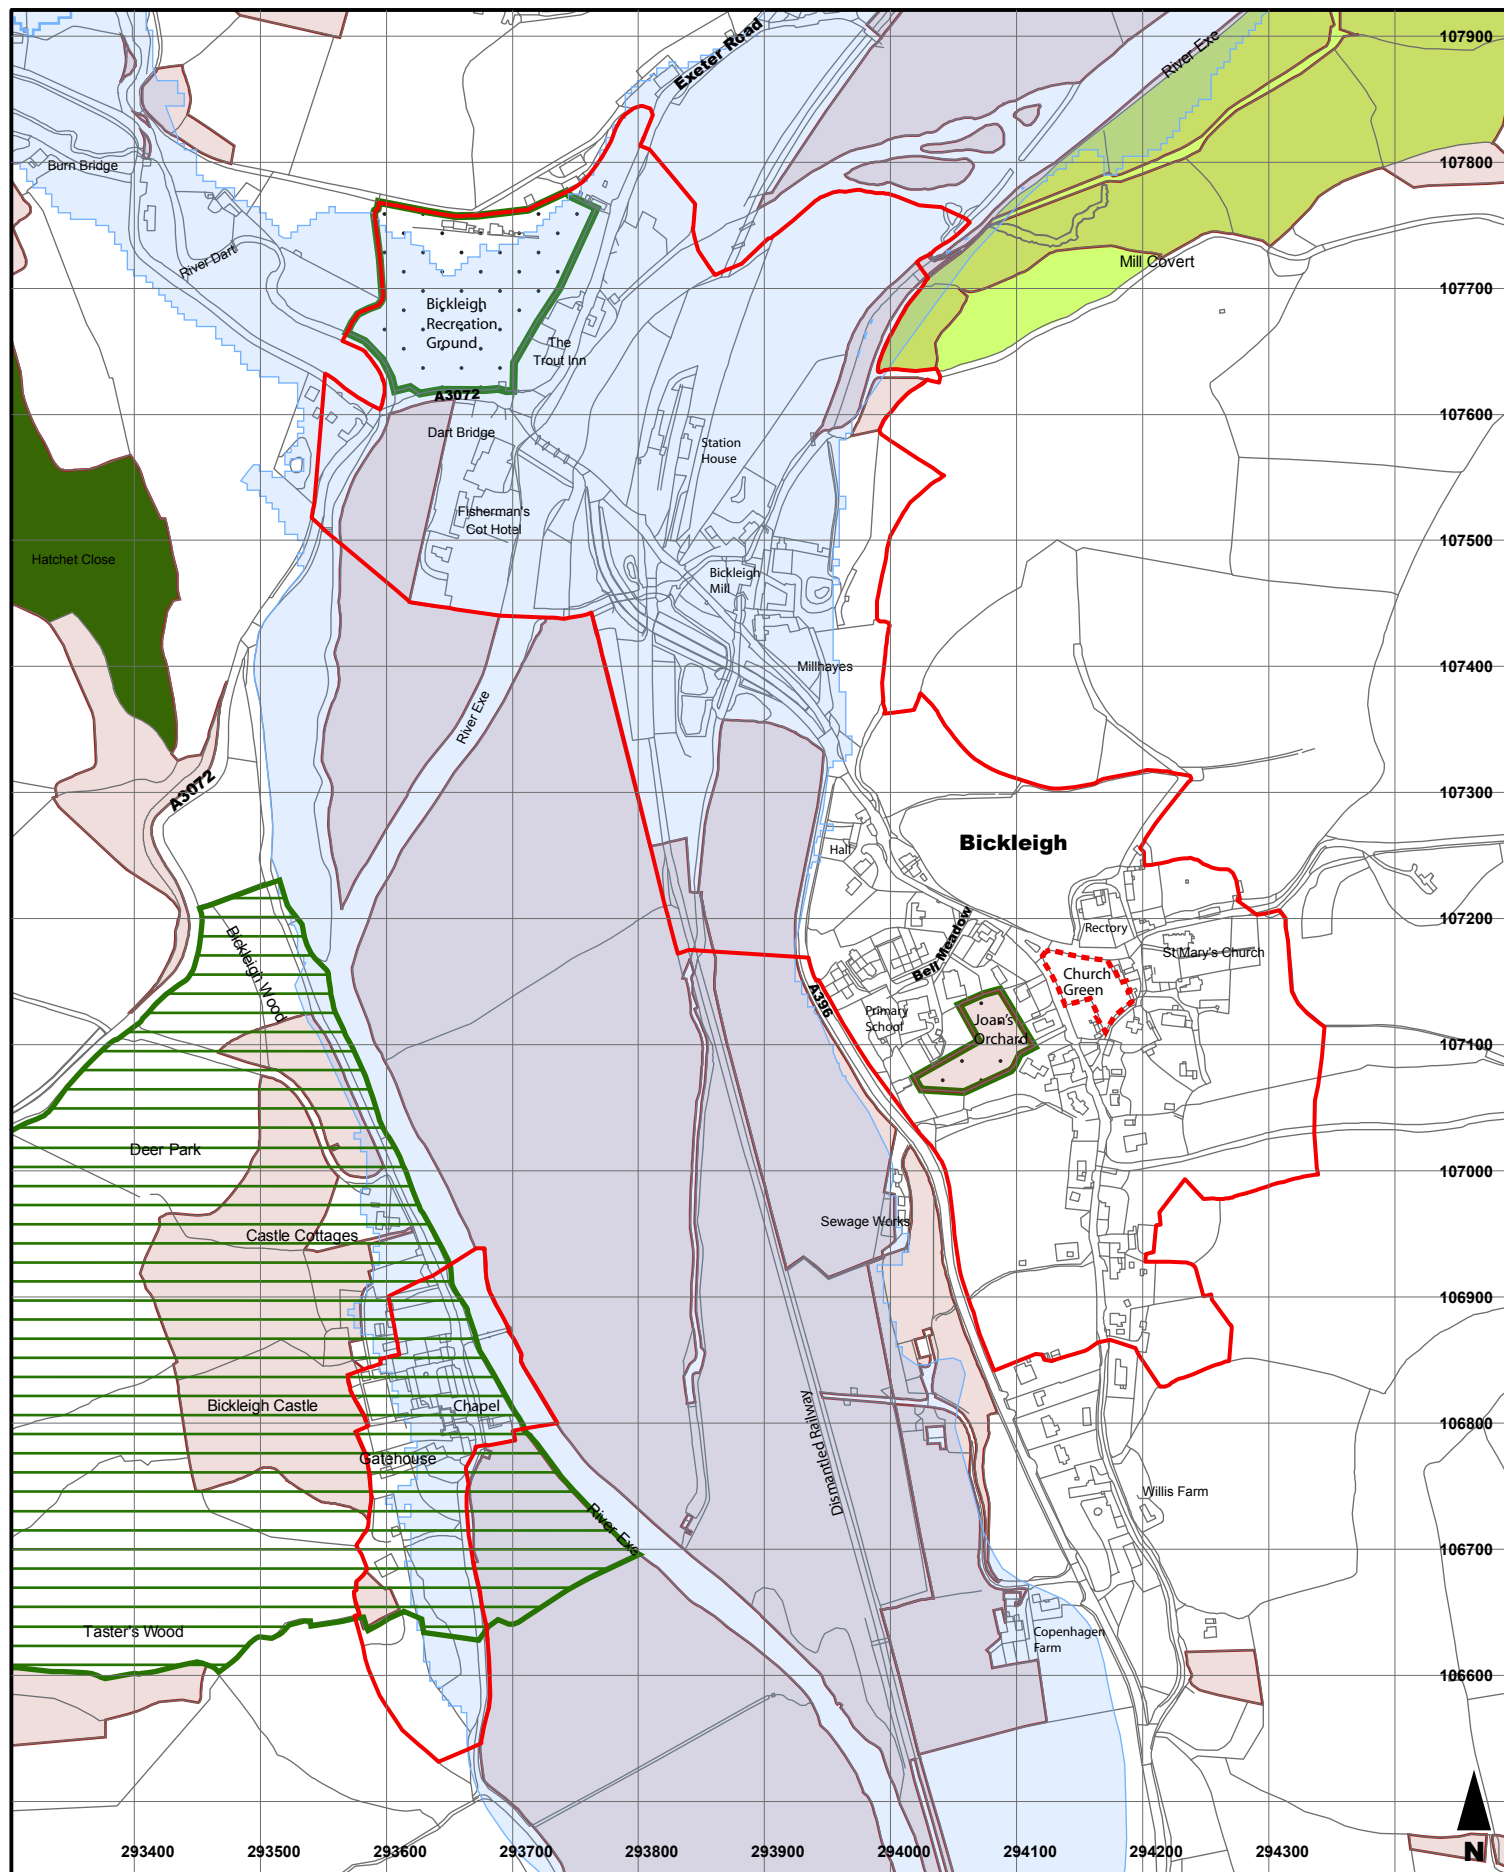 107900
Exeter Road
River Exe
Burn Bridge
107800
River Dart
Mill Covert
107700
Bickleigh
Recreation
Ground
The
Trout Inn
A3072
107600
Dart Bridge
Station
House
Fisherman's
Cot Hotel
107500
Hatchet Close
Bickleigh
Mill
Millhayes
107400
River Exe
A3072
107300
Bickleigh
Hall
107200
Bell Meadow
Rectory
St Mary's Church
Bickleigh Wood
Church
Green
A396
Primary
School
Joan's
Orchard
107100
Deer Park
107000
Sewage Works
Castle Cottages
106900
Bickleigh Castle
Chapel
Dismantled Railway
106800
Gatehouse
Willis Farm
River Exe
106700
Taster's Wood
Copenhagen
Farm
106600
293400
293500
293600
293700
293800
293900
294000
294100
294200
294300
N